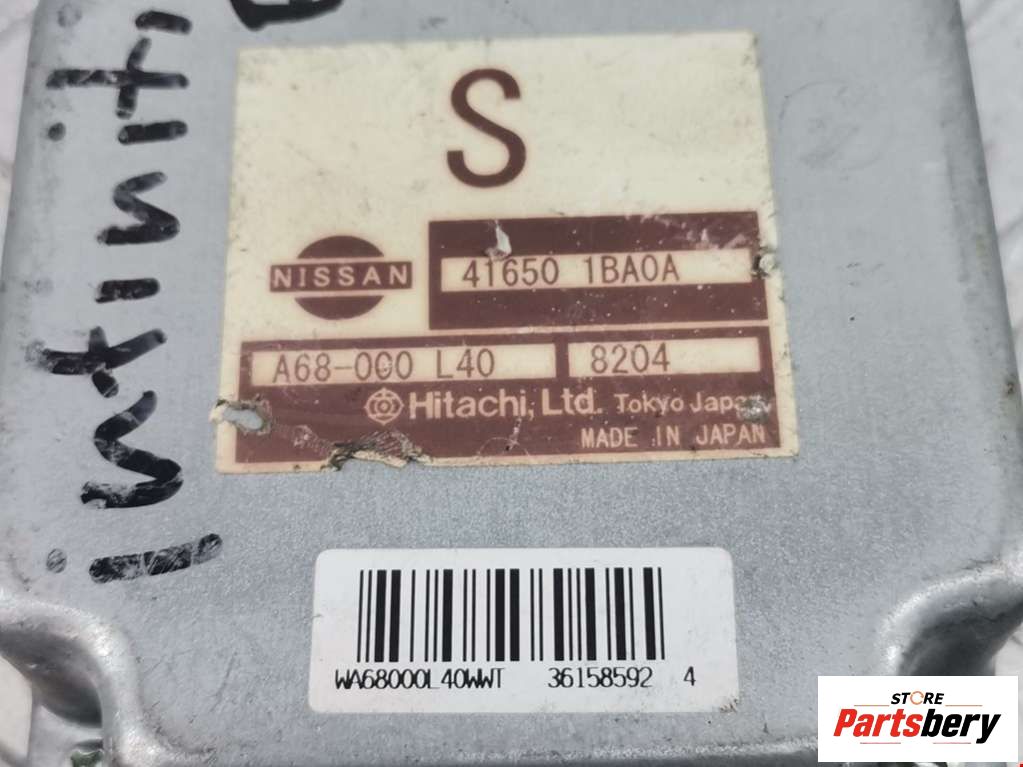 infiniti
S
NISSAN
41650 1BA0A
A68-000 L40
8204
Hitachi, Ltd. Tokyo Japan
MADE IN JAPAN
WA68000L40WWT 36158592 4
STORE
Partsbery